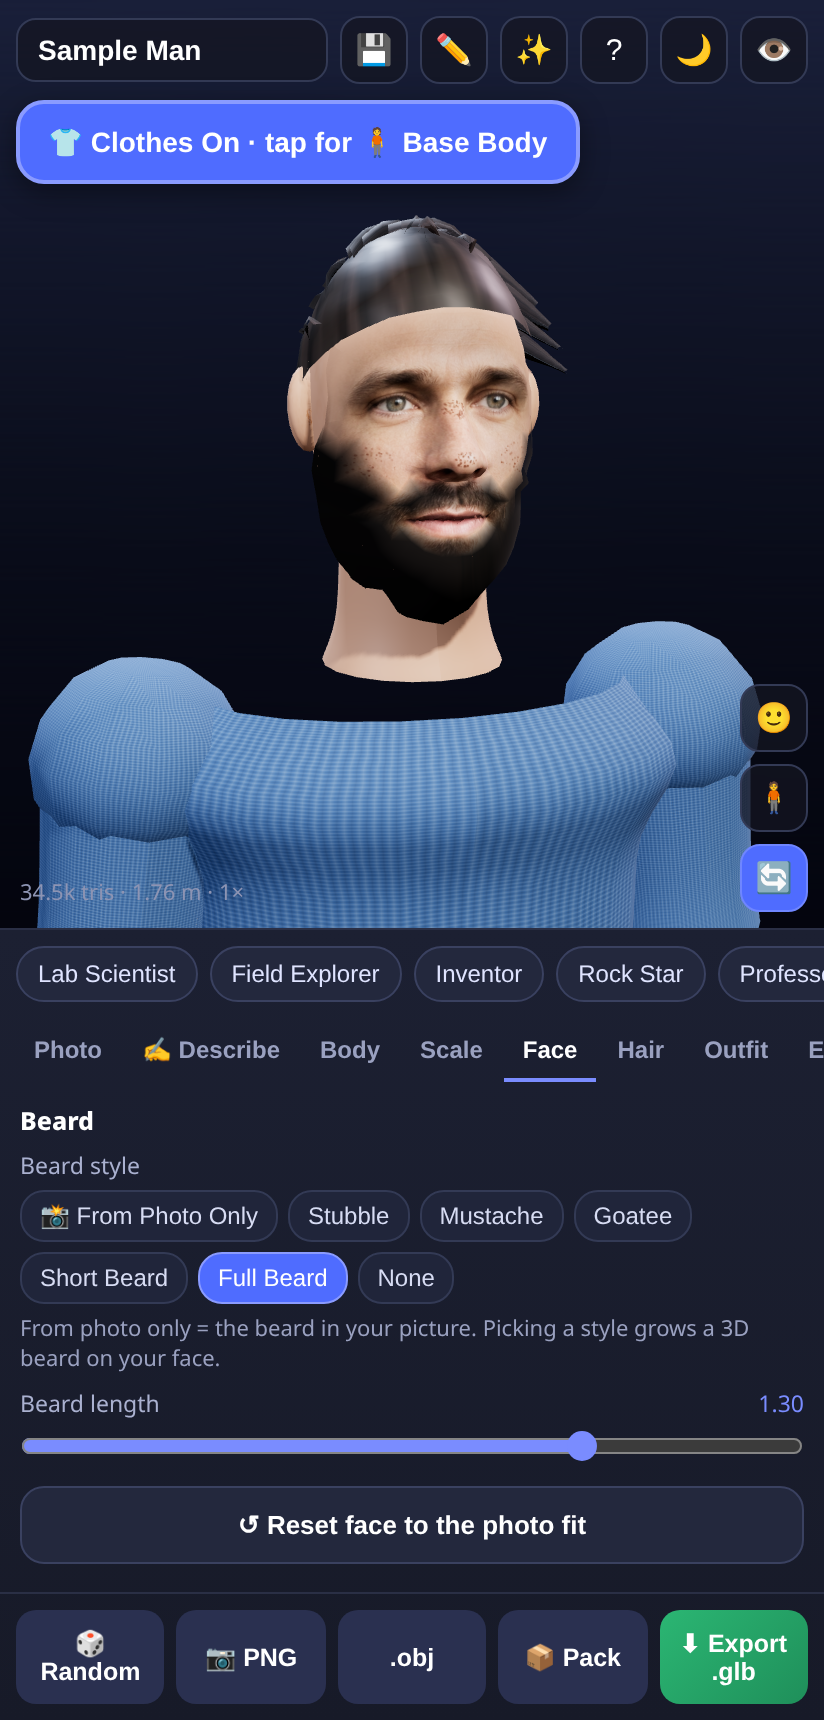 Sample Man
?
Clothes On · tap for Base Body
34.5k tris · 1.76 m · 1×
Lab Scientist Field Explorer Inventor Rock Star Profess
Photo Describe Body Scale Face Hair Outfit E
Beard
Beard style
From Photo Only Stubble Mustache Goatee
Short Beard Full Beard None
From photo only = the beard in your picture. Picking a style grows a 3D
beard on your face.
Beard length 1.30
↺ Reset face to the photo fit
Random
PNG
.obj
Pack
⬇ Export
.glb